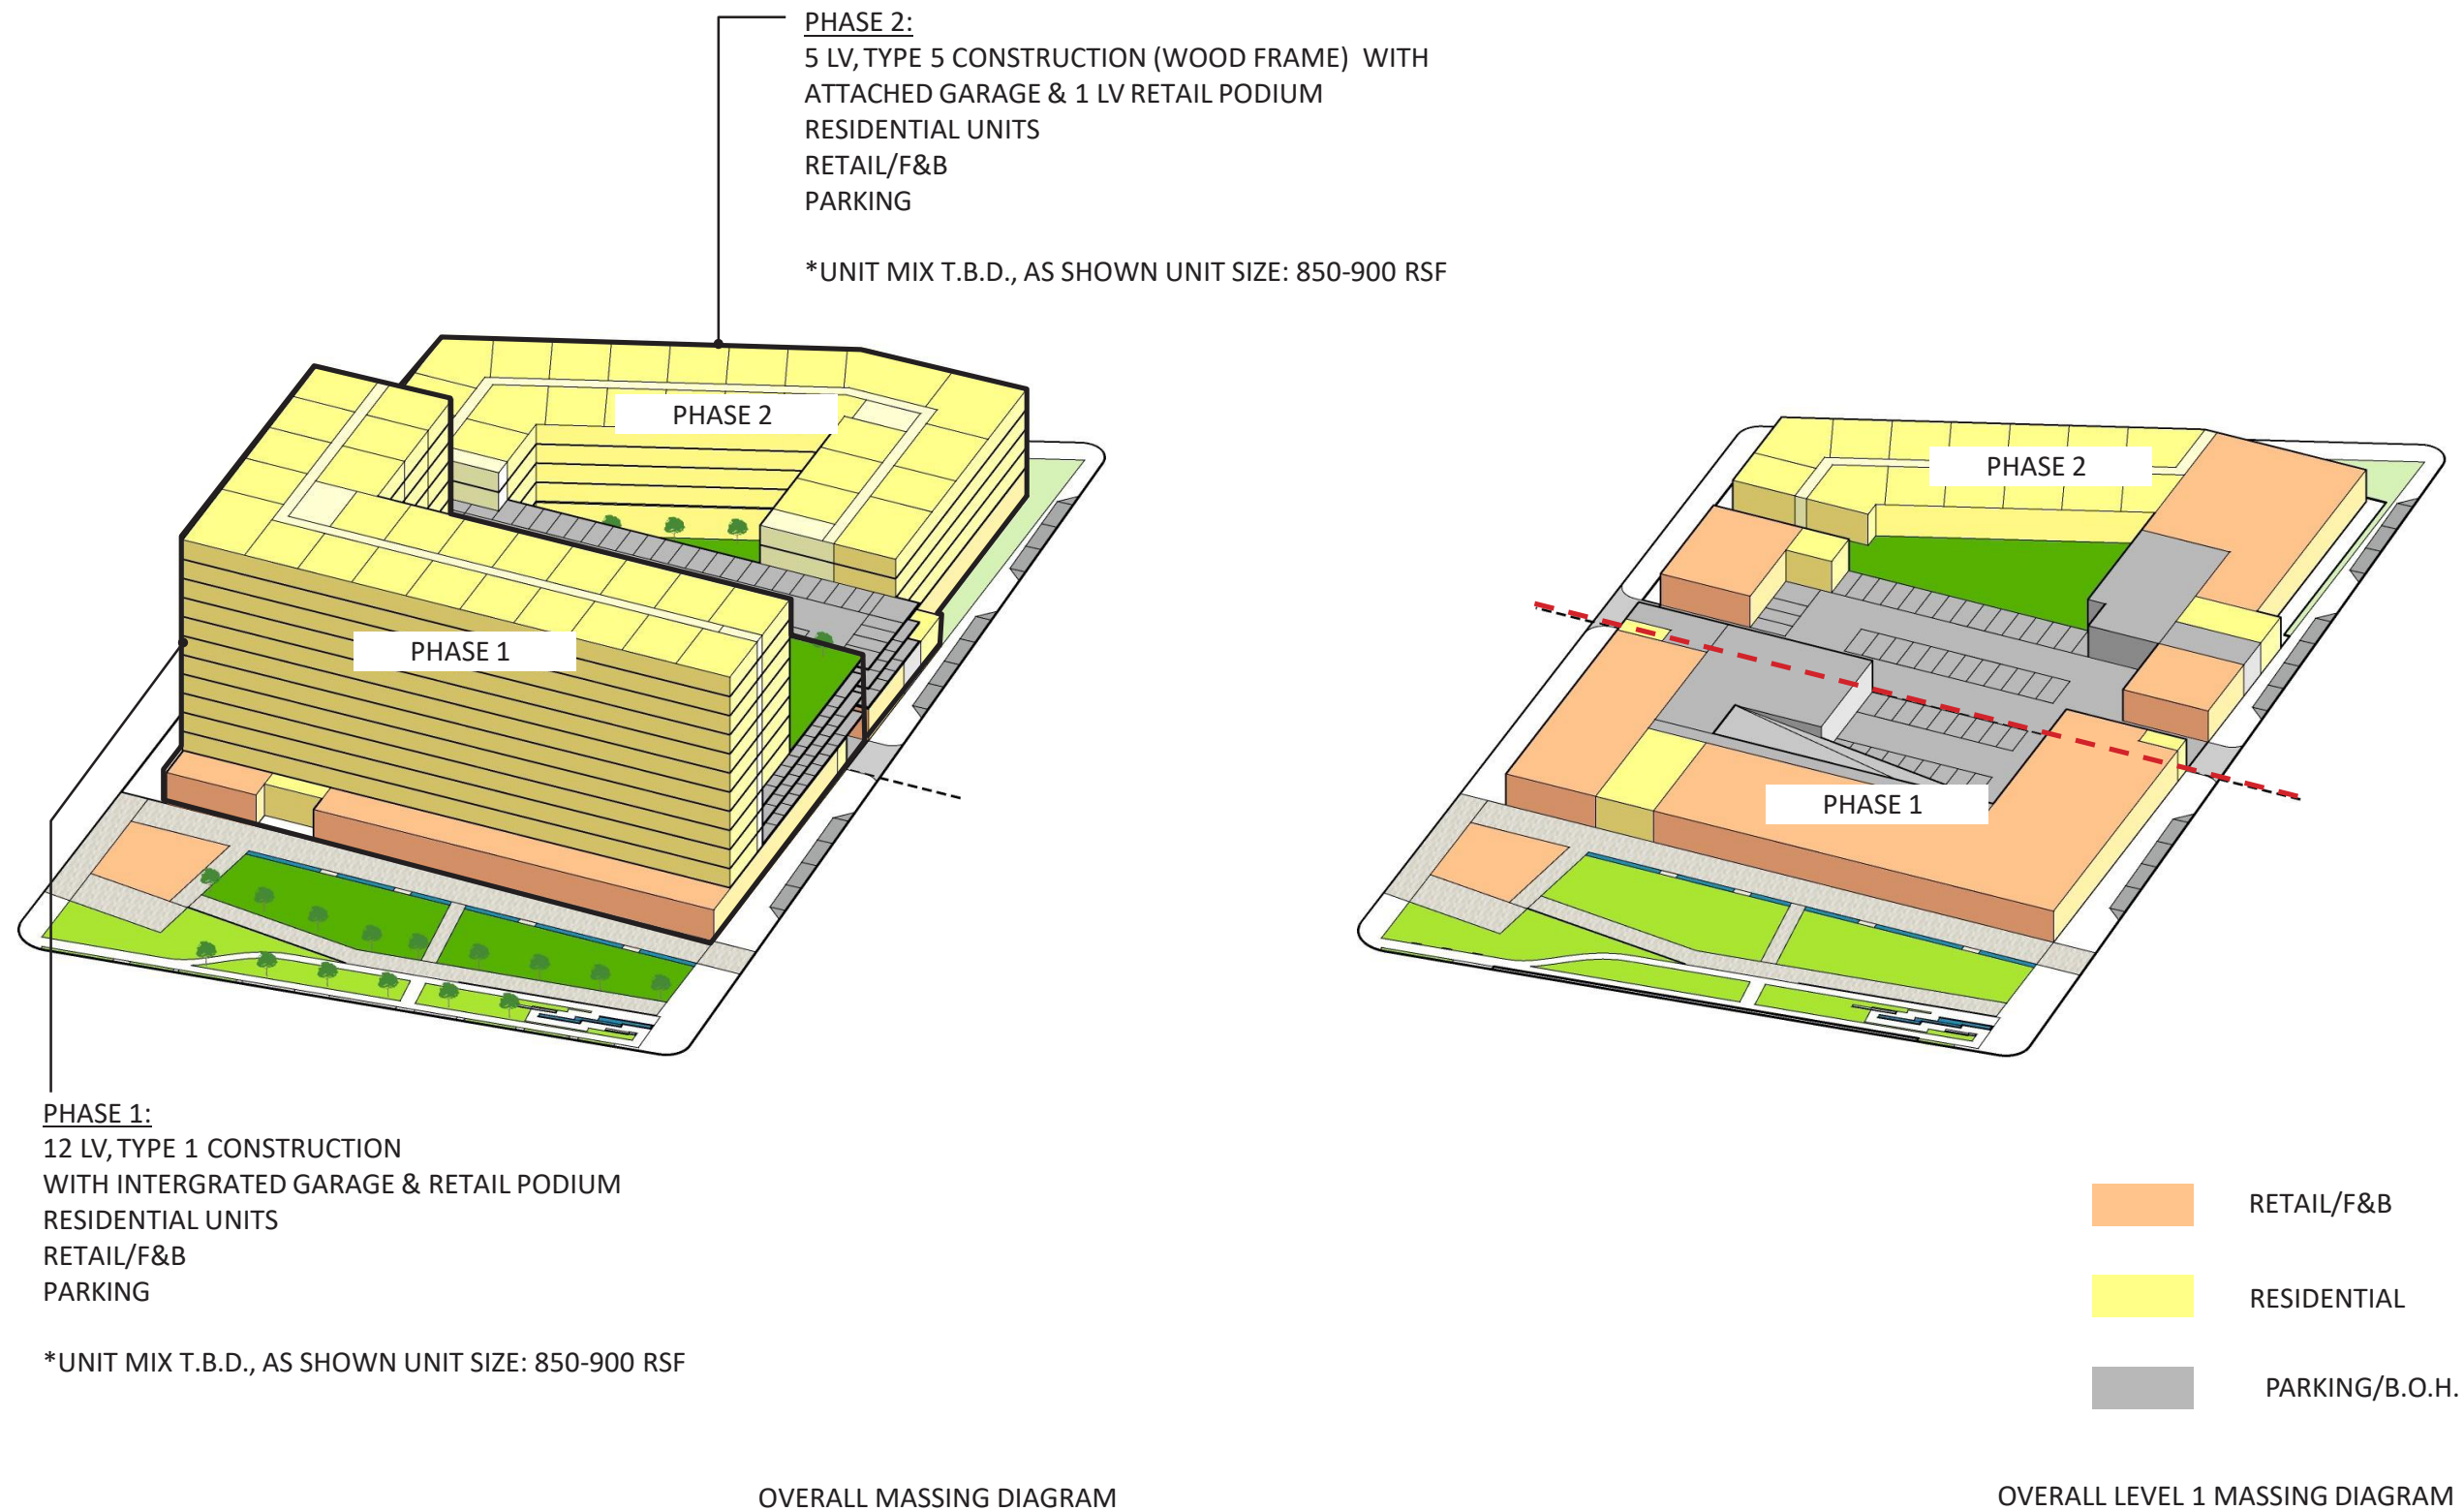 PHASE 2:
5 LV, TYPE 5 CONSTRUCTION (WOOD FRAME) WITH
ATTACHED GARAGE & 1 LV RETAIL PODIUM
RESIDENTIAL UNITS
RETAIL/F&B
PARKING
*UNIT MIX T.B.D., AS SHOWN UNIT SIZE: 850-900 RSF
PHASE 2
PHASE 1
PHASE 2
PHASE 1
PHASE 1:
12 LV, TYPE 1 CONSTRUCTION
WITH INTERGRATED GARAGE & RETAIL PODIUM
RESIDENTIAL UNITS
RETAIL/F&B
PARKING
*UNIT MIX T.B.D., AS SHOWN UNIT SIZE: 850-900 RSF
RETAIL/F&B
RESIDENTIAL
PARKING/B.O.H.
OVERALL MASSING DIAGRAM
OVERALL LEVEL 1 MASSING DIAGRAM